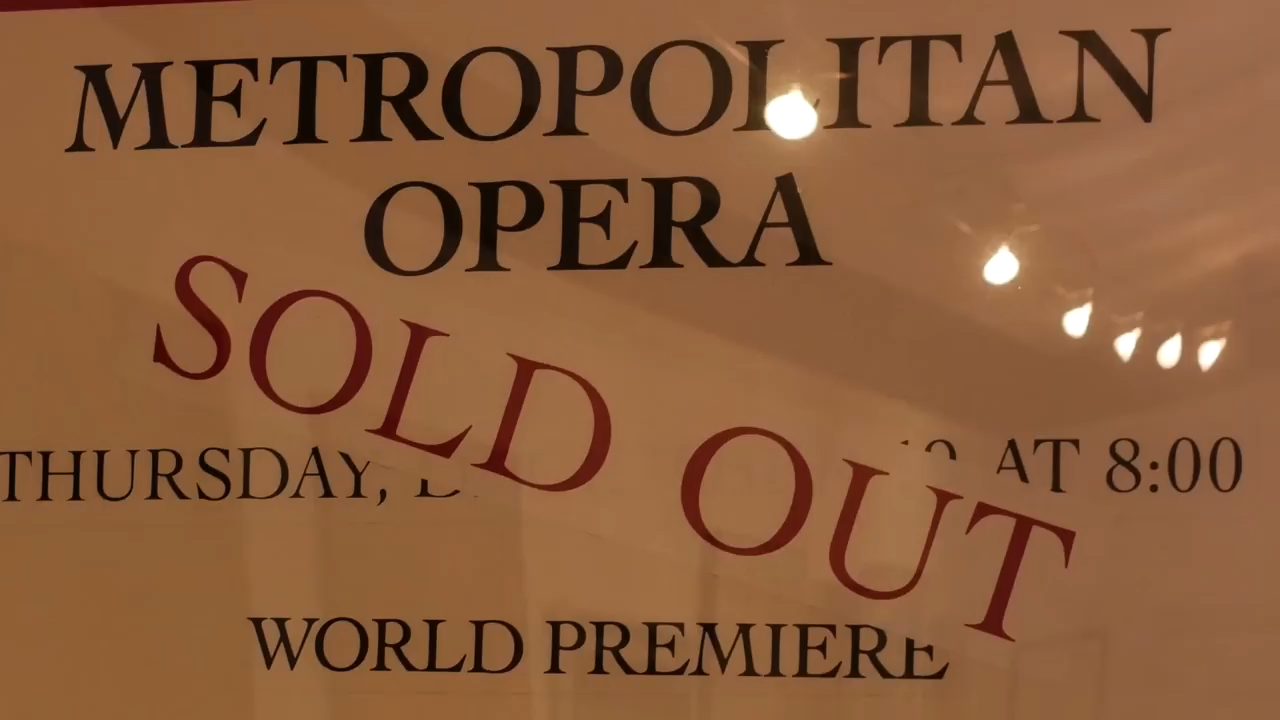 METROPOLITAN
OPERA
SOLD OUT
THURSDAY, AT 8:00
WORLD PREMIERE